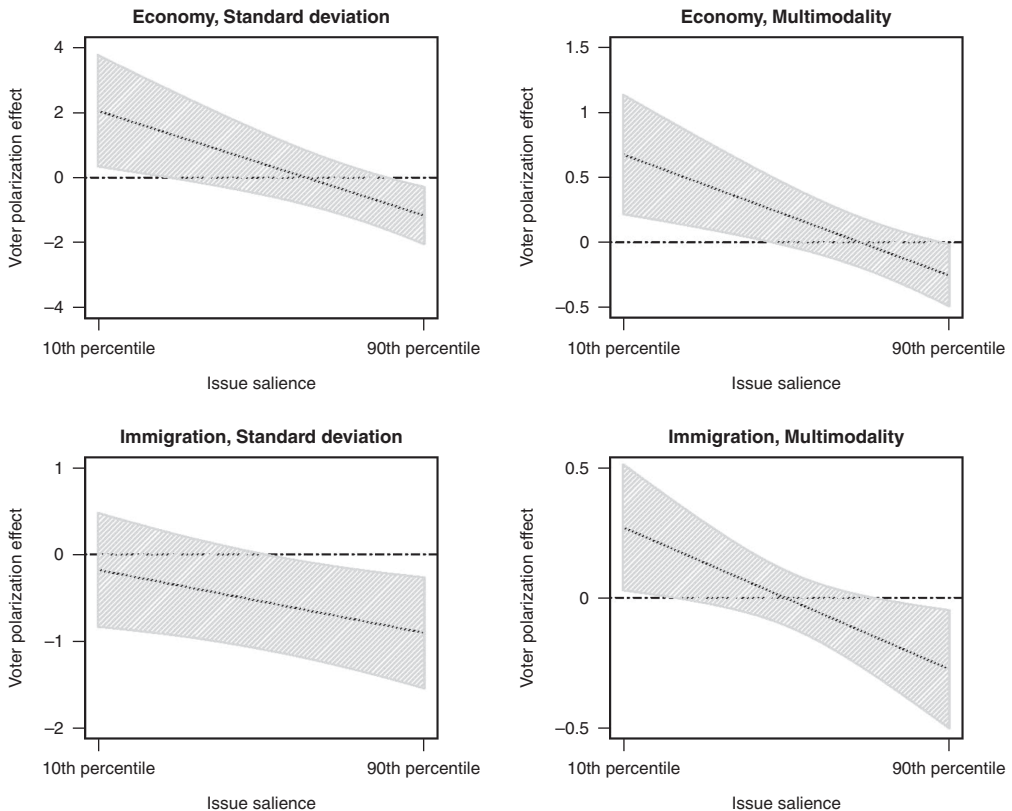 Economy, Standard deviation
4
2
0
−2
−4
Voter polarization effect
10th percentile
90th percentile
Issue salience
Economy, Multimodality
1.5
1
0.5
0
−0.5
Voter polarization effect
10th percentile
90th percentile
Issue salience
Immigration, Standard deviation
1
0
−1
−2
Voter polarization effect
10th percentile
90th percentile
Issue salience
Immigration, Multimodality
0.5
0
−0.5
Voter polarization effect
10th percentile
90th percentile
Issue salience